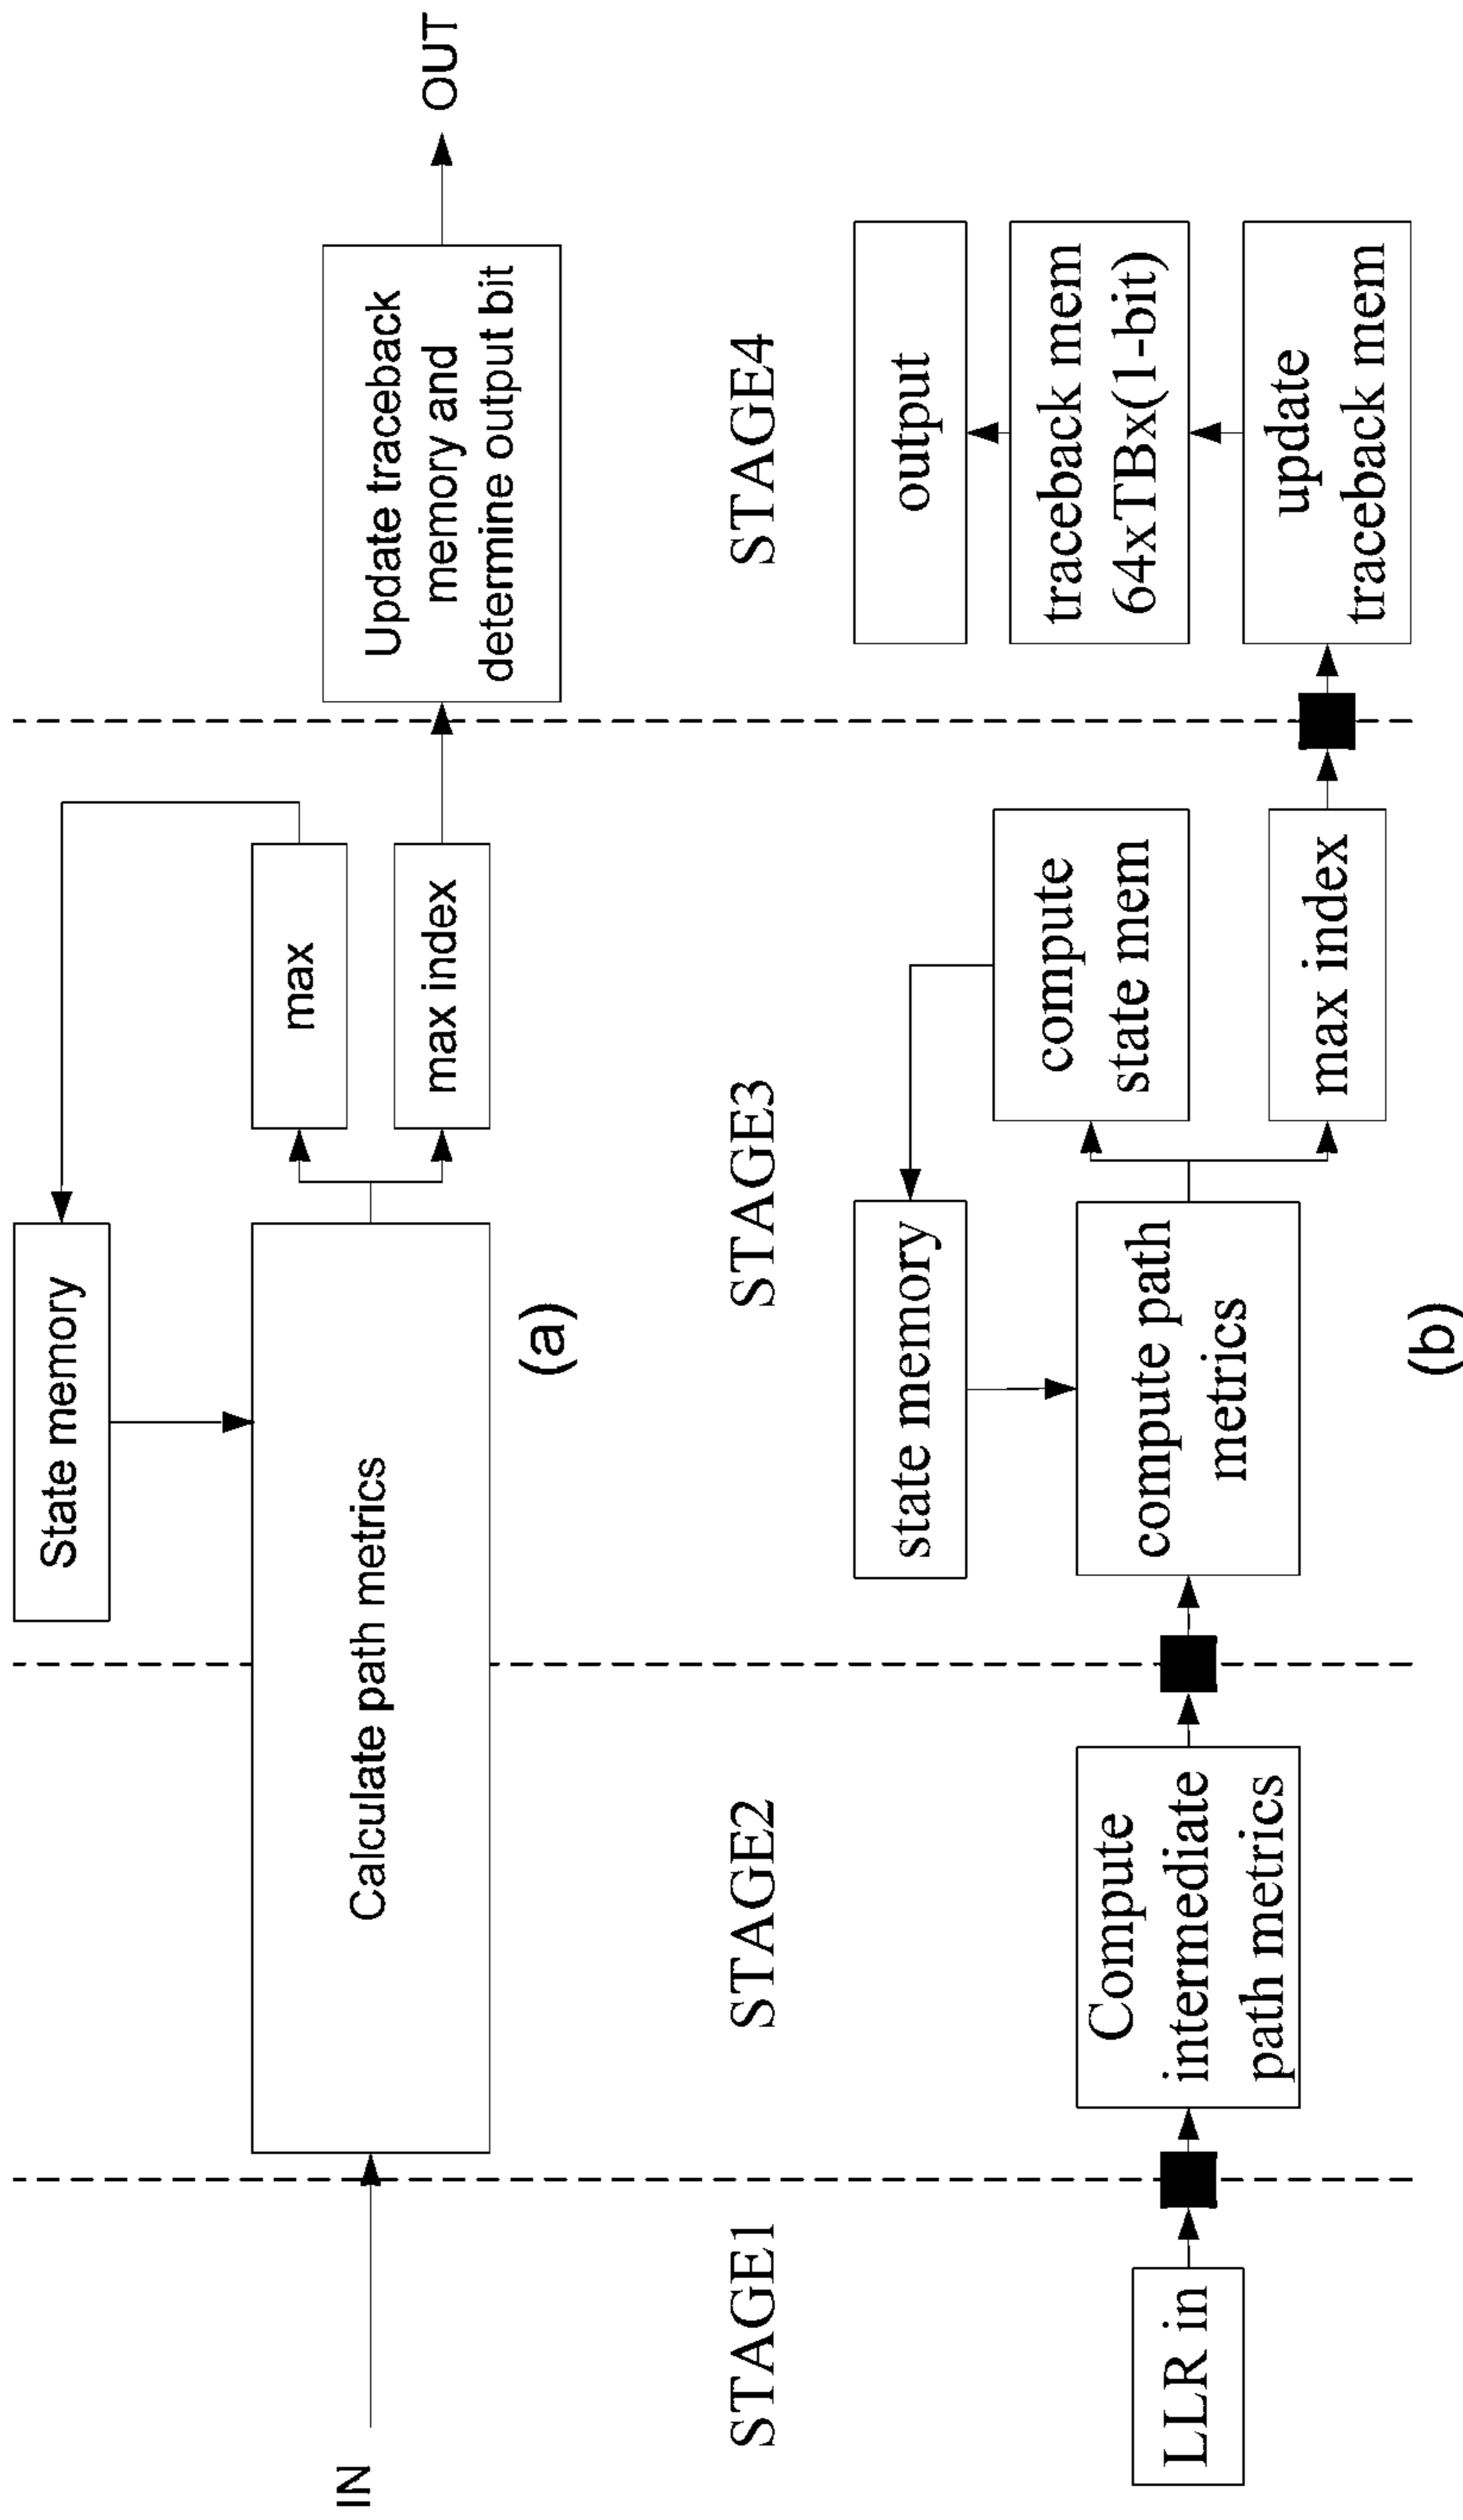 State memory
max
OUT
IN
Calculate path metrics
max index
Update traceback
memory and
determine output bit
(a)
STAGE1
STAGE2
STAGE3
STAGE4
LLR in
Compute
intermediate
path metrics
state memory
compute path
metrics
compute
state mem
max index
output
traceback mem
64xTBx(1-bit)
update
traceback mem
(b)